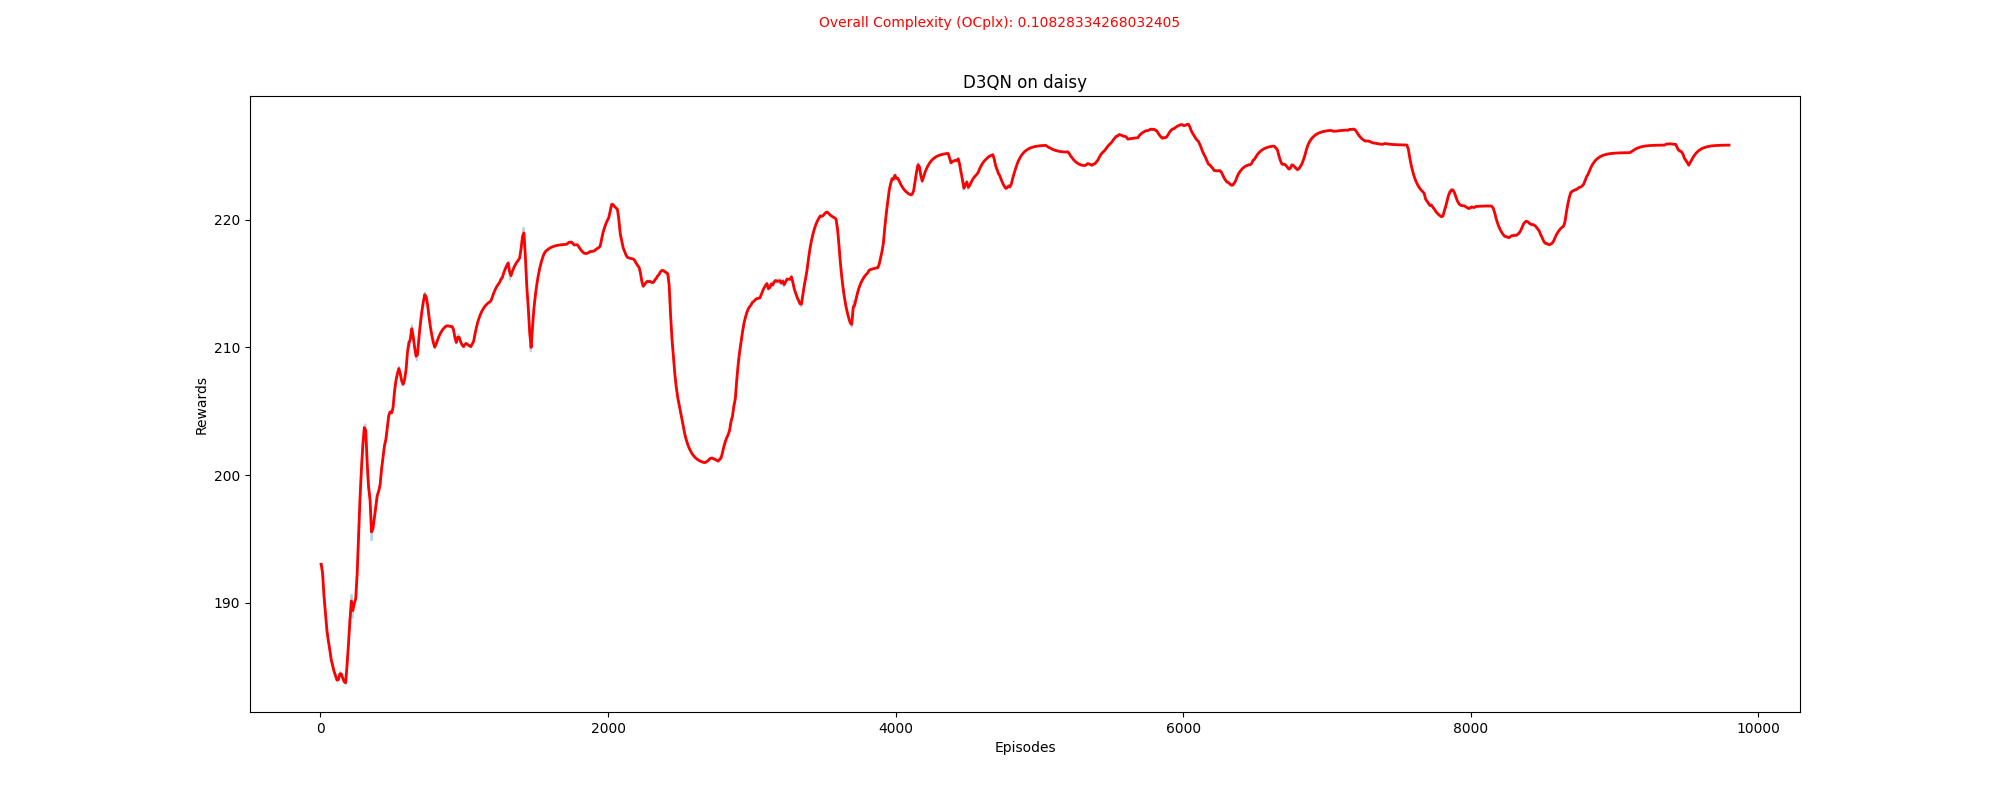 Overall Complexity (OCplx): 0.10828334268032405
D3QN on daisy
Rewards
220
210
200
190
0 2000 4000 6000 8000 10000
Episodes